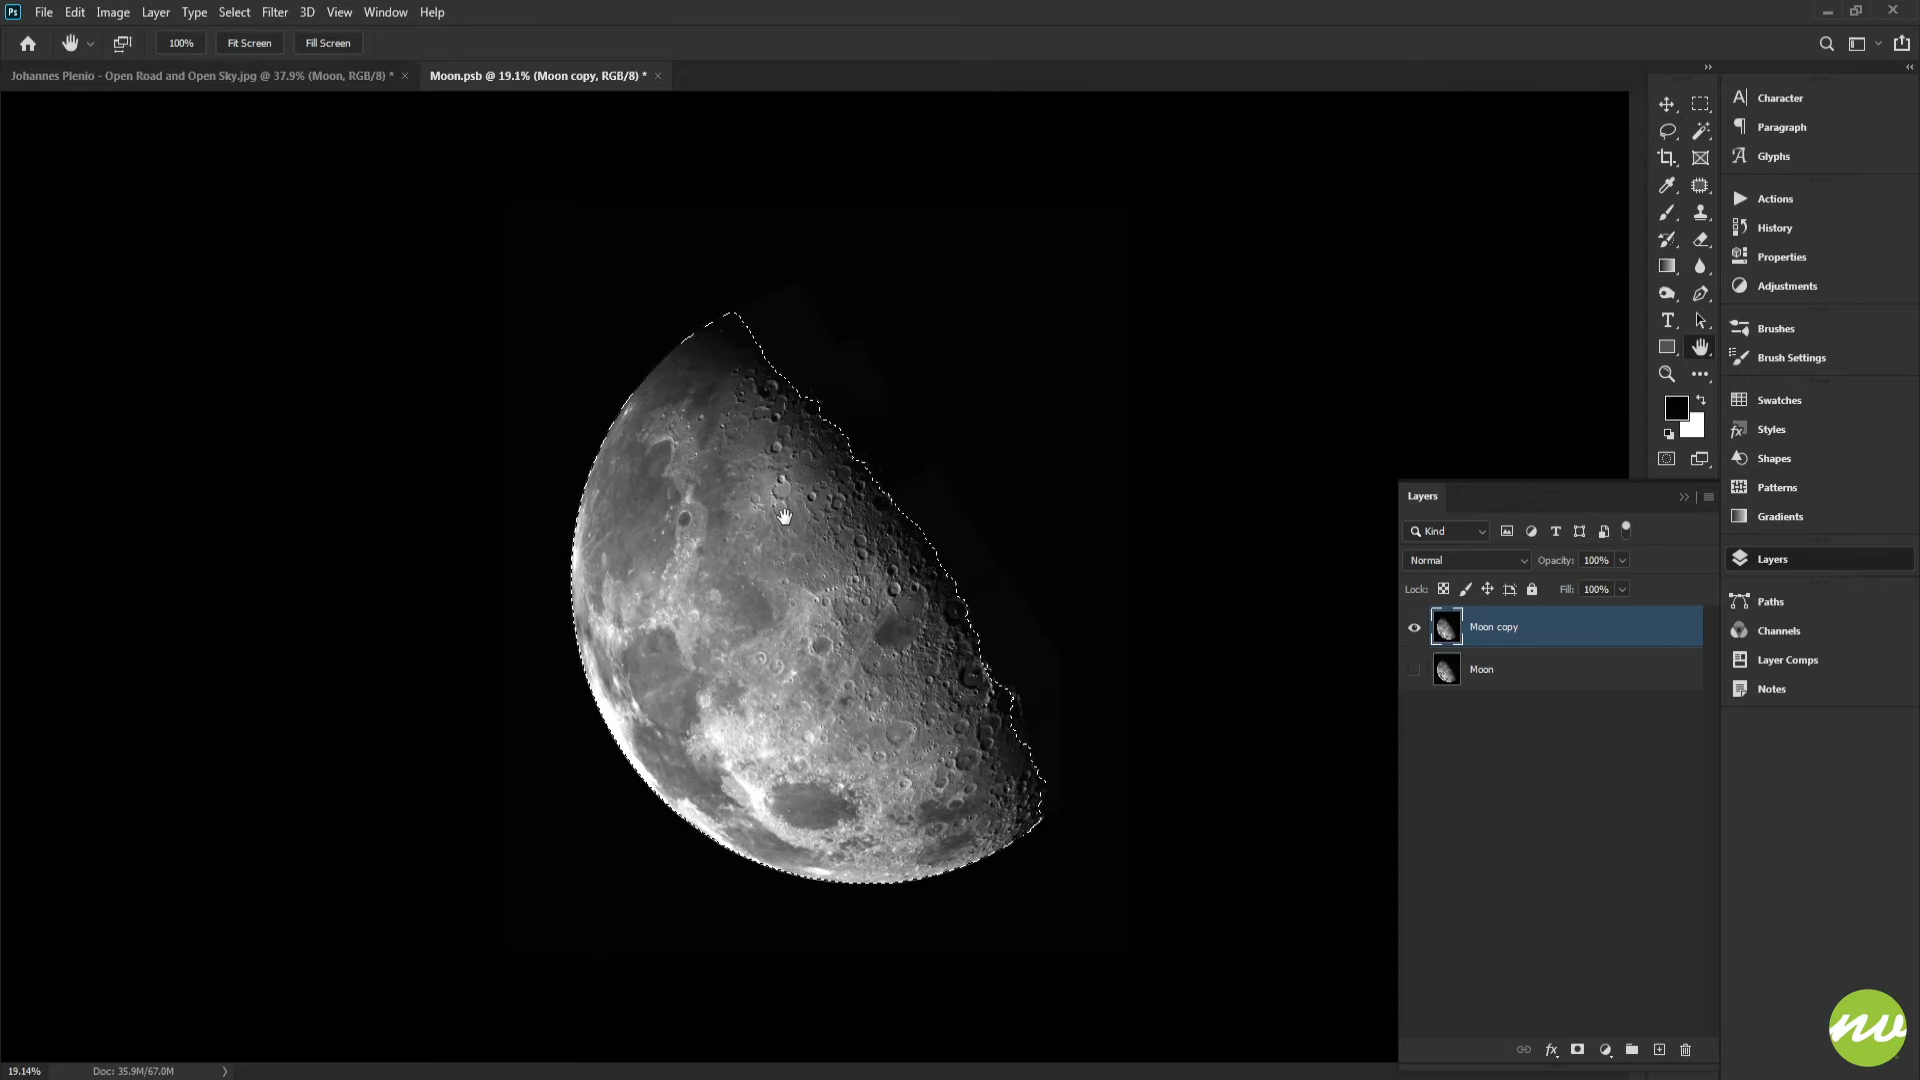 Ps File Edit Image Layer Type Select Filter 3D View Window Help
100% Fit Screen Fill Screen
Johannes Plenio - Open Road and Open Sky.jpg @ 37.9% (Moon, RGB/8) *
Moon.psb @ 19.1% (Moon copy, RGB/8) *
Character
Paragraph
Glyphs
Actions
History
Properties
Adjustments
Brushes
Brush Settings
Swatches
Styles
Shapes
Patterns
Gradients
Layers
Paths
Channels
Layer Comps
Notes
Layers
Kind
Normal Opacity: 100%
Lock: Fill: 100%
Moon copy
Moon
fx
nv
19.14% Doc: 35.9M/67.0M